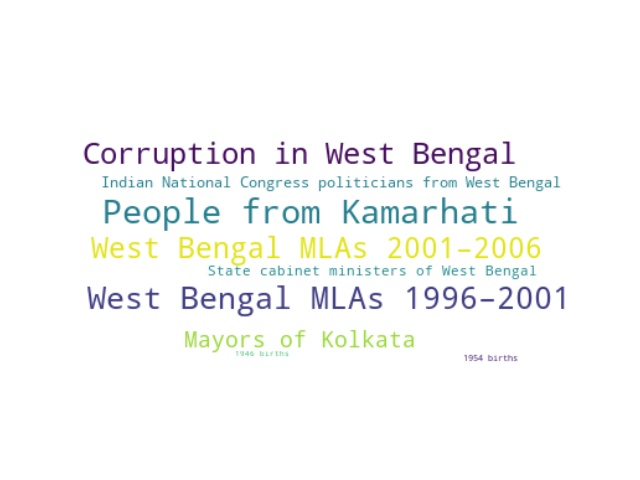 Corruption in West Bengal
Indian National Congress politicians from West Bengal
People from Kamarhati
West Bengal MLAs 2001–2006
State cabinet ministers of West Bengal
West Bengal MLAs 1996–2001
Mayors of Kolkata
1946 births
1954 births